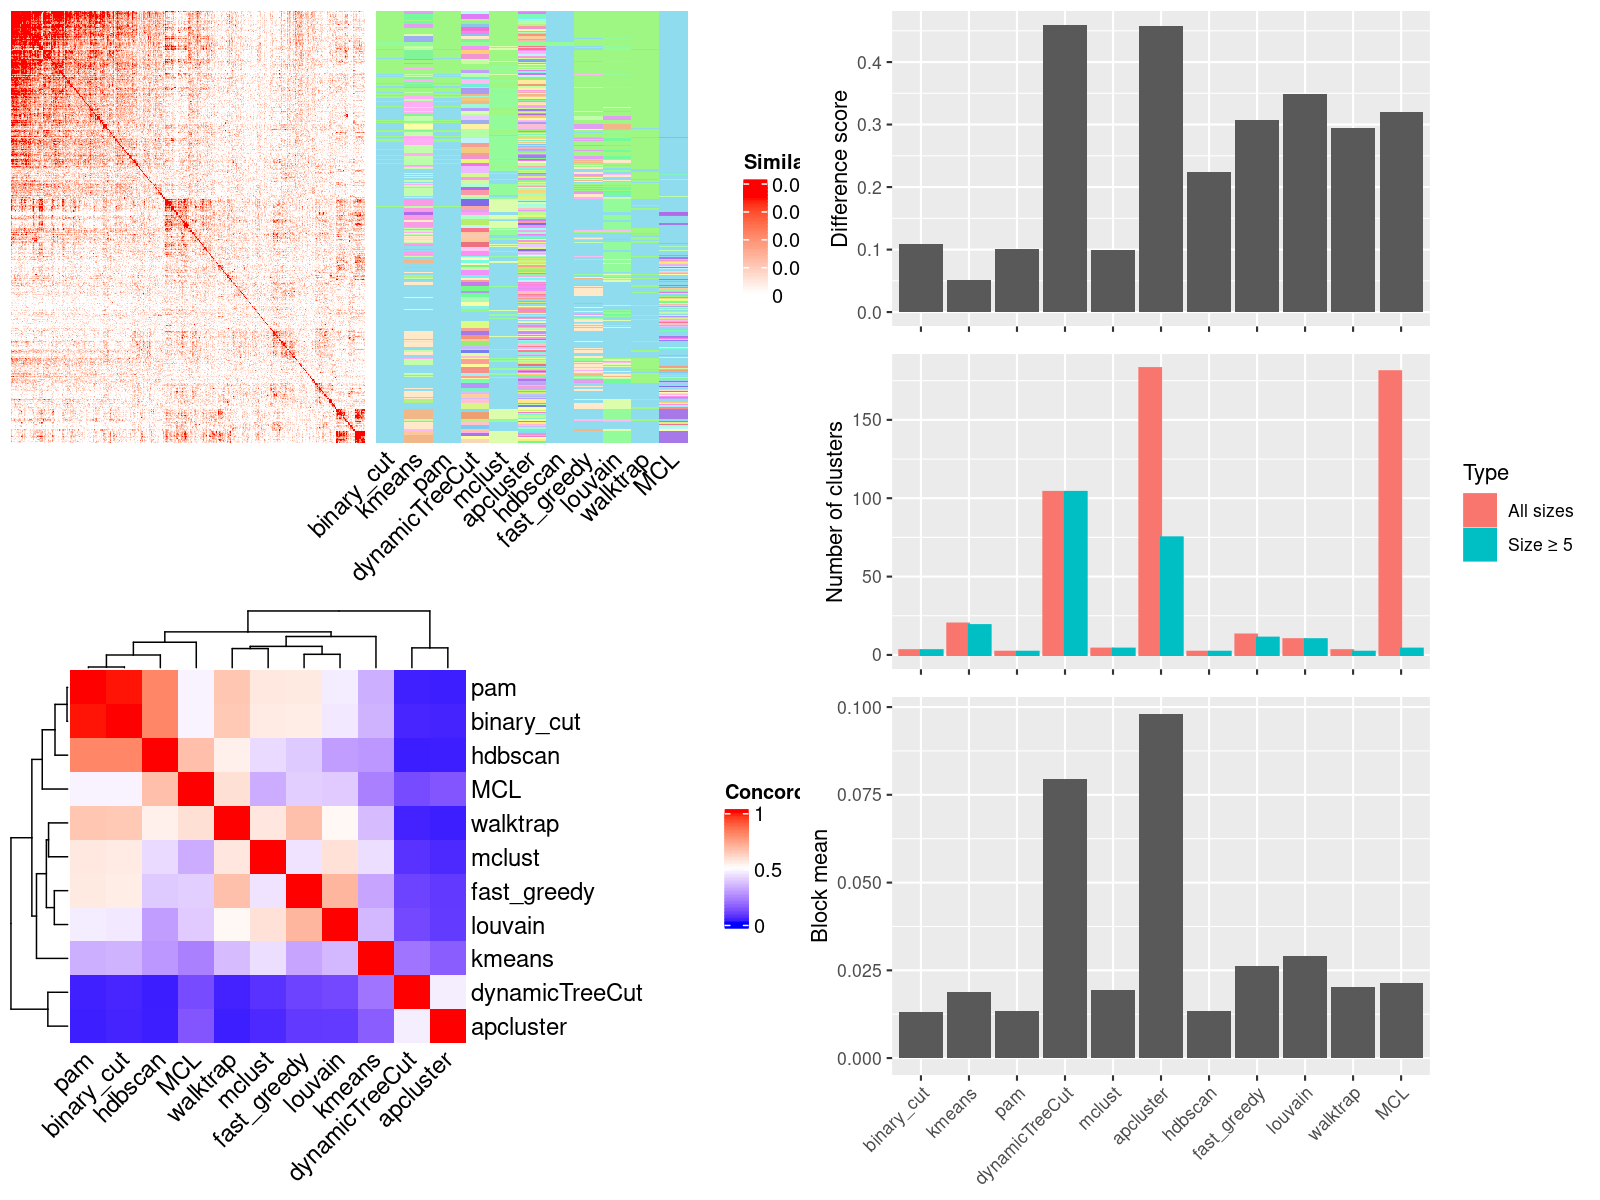 Simila
0.0
0.0
0.0
0.0
0
binary_cut
kmeans
pam
dynamicTreeCut
mclust
apcluster
hdbscan
fast_greedy
louvain
walktrap
MCL
pam
binary_cut
hdbscan
MCL
walktrap
mclust
fast_greedy
louvain
kmeans
dynamicTreeCut
apcluster
pam
binary_cut
hdbscan
MCL
walktrap
mclust
fast_greedy
louvain
kmeans
dynamicTreeCut
apcluster
Concord
1
0.5
0
Difference score
0.4
0.3
0.2
0.1
0.0
Number of clusters
150
100
50
0
Type
All sizes
Size ≥ 5
Block mean
0.100
0.075
0.050
0.025
0.000
binary_cut
kmeans
pam
dynamicTreeCut
mclust
apcluster
hdbscan
fast_greedy
louvain
walktrap
MCL